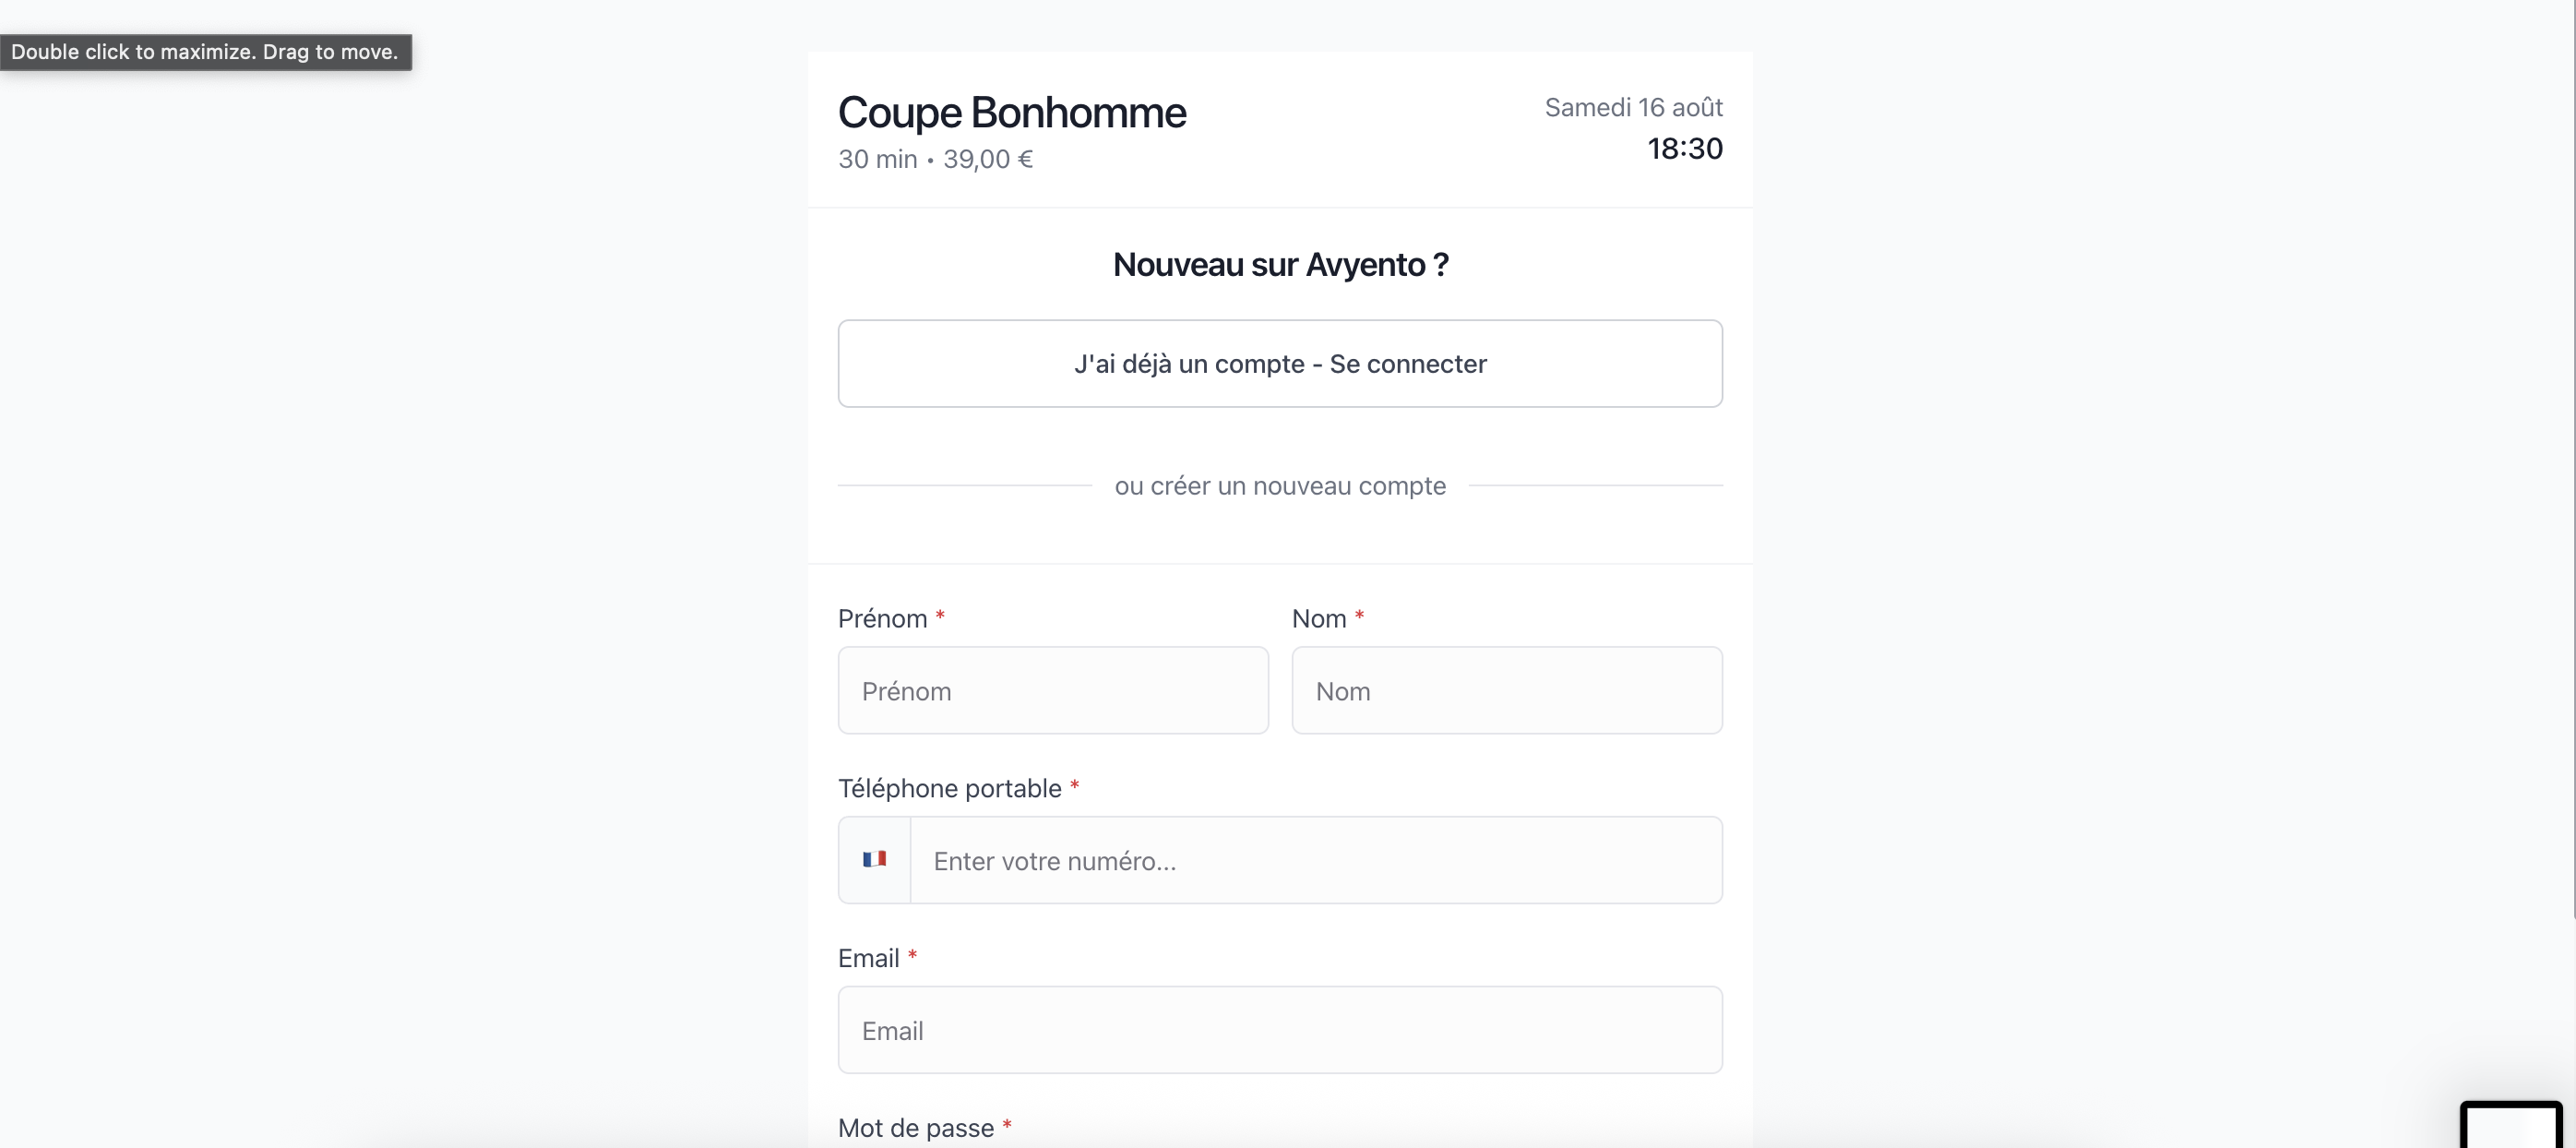 Double click to maximize. Drag to move.
Coupe Bonhomme
30 min • 39,00 €
Samedi 16 août
18:30
Nouveau sur Avyento ?
J'ai déjà un compte - Se connecter
ou créer un nouveau compte
Prénom *
Nom *
Prénom
Nom
Téléphone portable *
Enter votre numéro...
Email *
Email
Mot de passe *